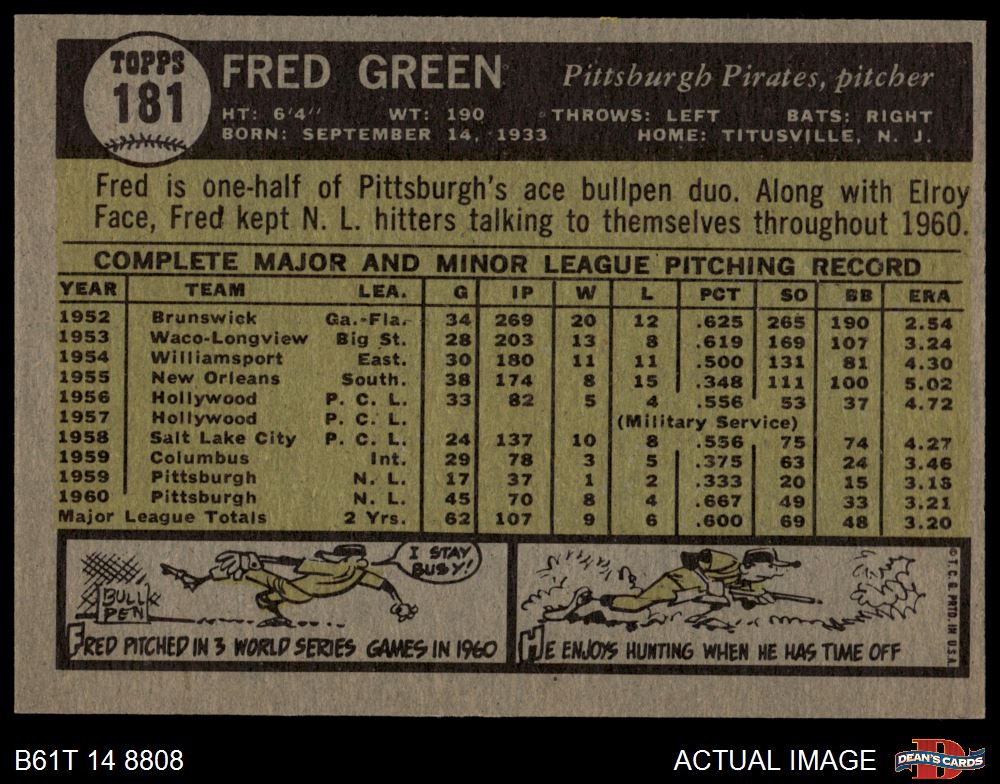 TOPPS
181
FRED GREEN Pittsburgh Pirates, pitcher
HT: 6'4" WT: 190 THROWS: LEFT BATS: RIGHT
BORN: SEPTEMBER 14, 1933 HOME: TITUSVILLE, N. J.
Fred is one-half of Pittsburgh's ace bullpen duo. Along with Elroy
Face, Fred kept N. L. hitters talking to themselves throughout 1960.
COMPLETE MAJOR AND MINOR LEAGUE PITCHING RECORD
YEAR TEAM LEA. G IP W L PCT SO BB ERA
1952 Brunswick Ga.-Fla. 34 269 20 12 .625 265 190 2.54
1953 Waco-Longview Big St. 28 203 13 8 .619 169 107 3.24
1954 Williamsport East. 30 180 11 11 .500 131 81 4.30
1955 New Orleans South. 38 174 8 15 .348 111 100 5.02
1956 Hollywood P. C. L. 33 82 5 4 .556 53 37 4.72
1957 Hollywood P. C. L. (Military Service)
1958 Salt Lake City P. C. L. 24 137 10 8 .556 75 74 4.27
1959 Columbus Int. 29 78 3 5 .375 63 24 3.46
1959 Pittsburgh N. L. 17 37 1 2 .333 20 15 3.13
1960 Pittsburgh N. L. 45 70 8 4 .667 49 33 3.21
Major League Totals 2 Yrs. 62 107 9 6 .600 69 48 3.20
I STAY
BUSY!
BULL
PEN
FRED PITCHED IN 3 WORLD SERIES GAMES IN 1960
HE ENJOYS HUNTING WHEN HE HAS TIME OFF
© T. C. G. PRTD. IN U.S.A.
B61T 14 8808
ACTUAL IMAGE
DEAN'S CARDS